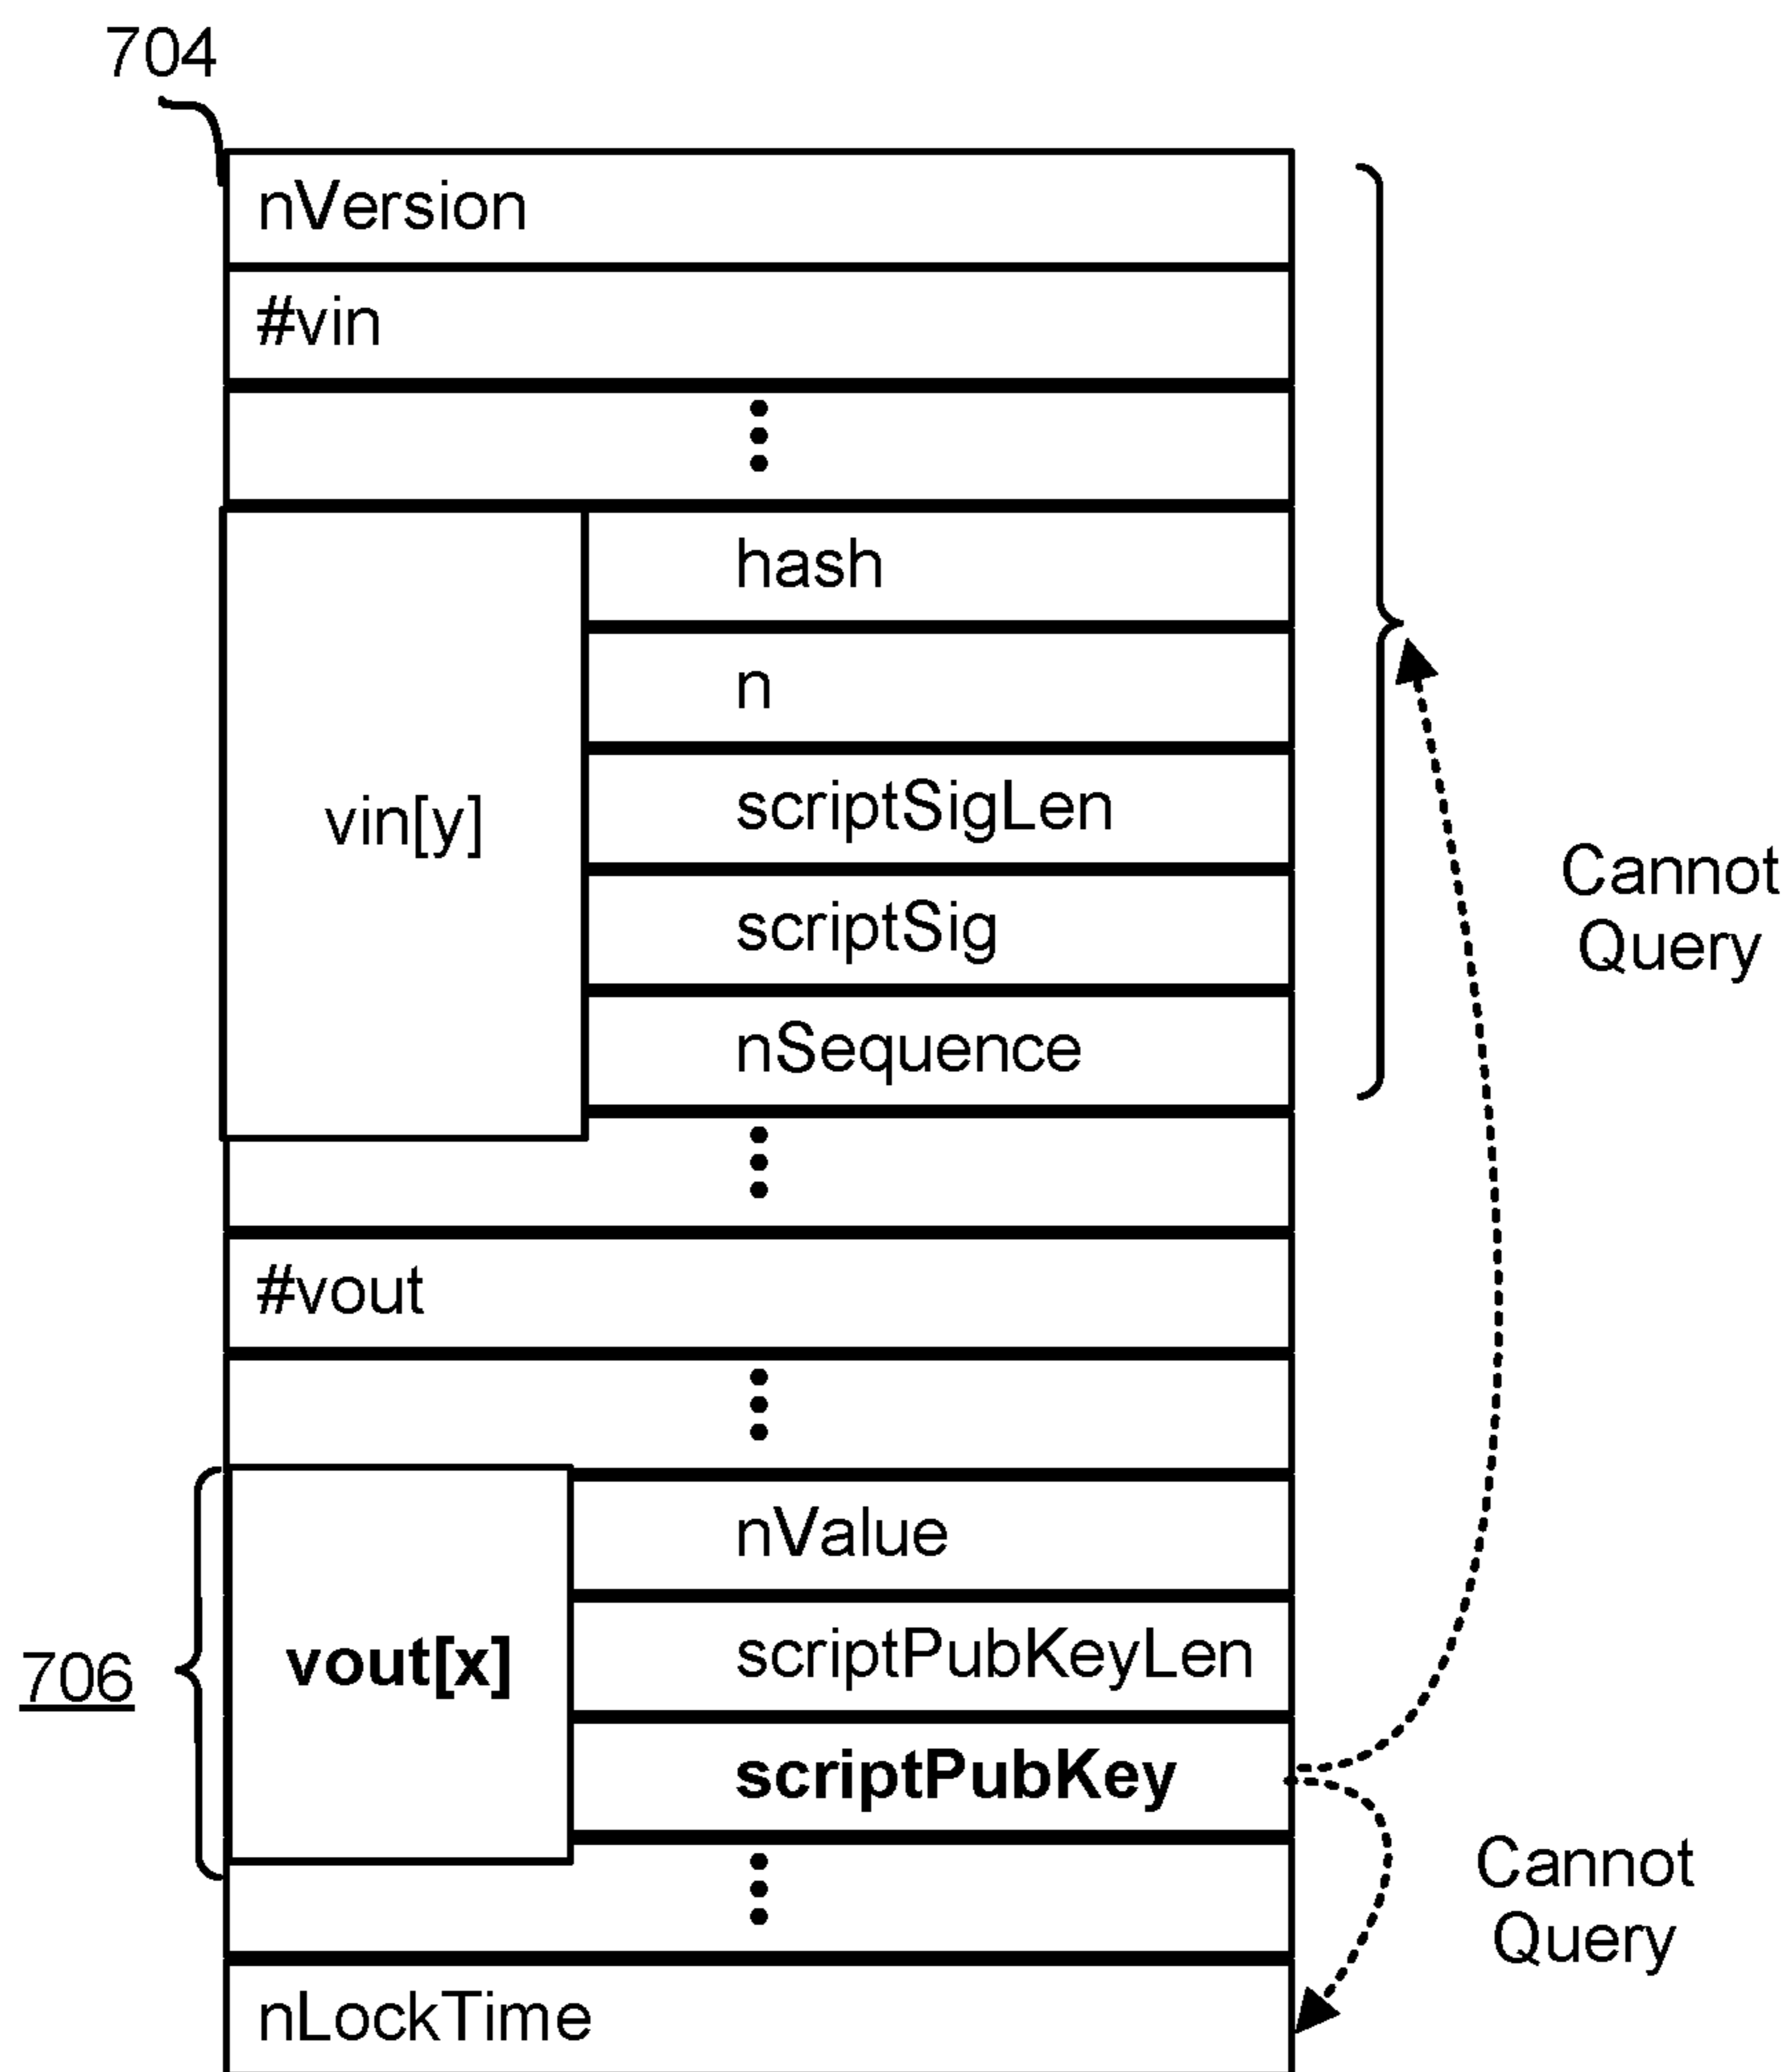 704
nVersion
#vin
hash
n
vin[y]
scriptSigLen
scriptSig
nSequence
Cannot
Query
#vout
nValue
706
vout[x]
scriptPubKeyLen
scriptPubKey
Cannot
Query
nLockTime